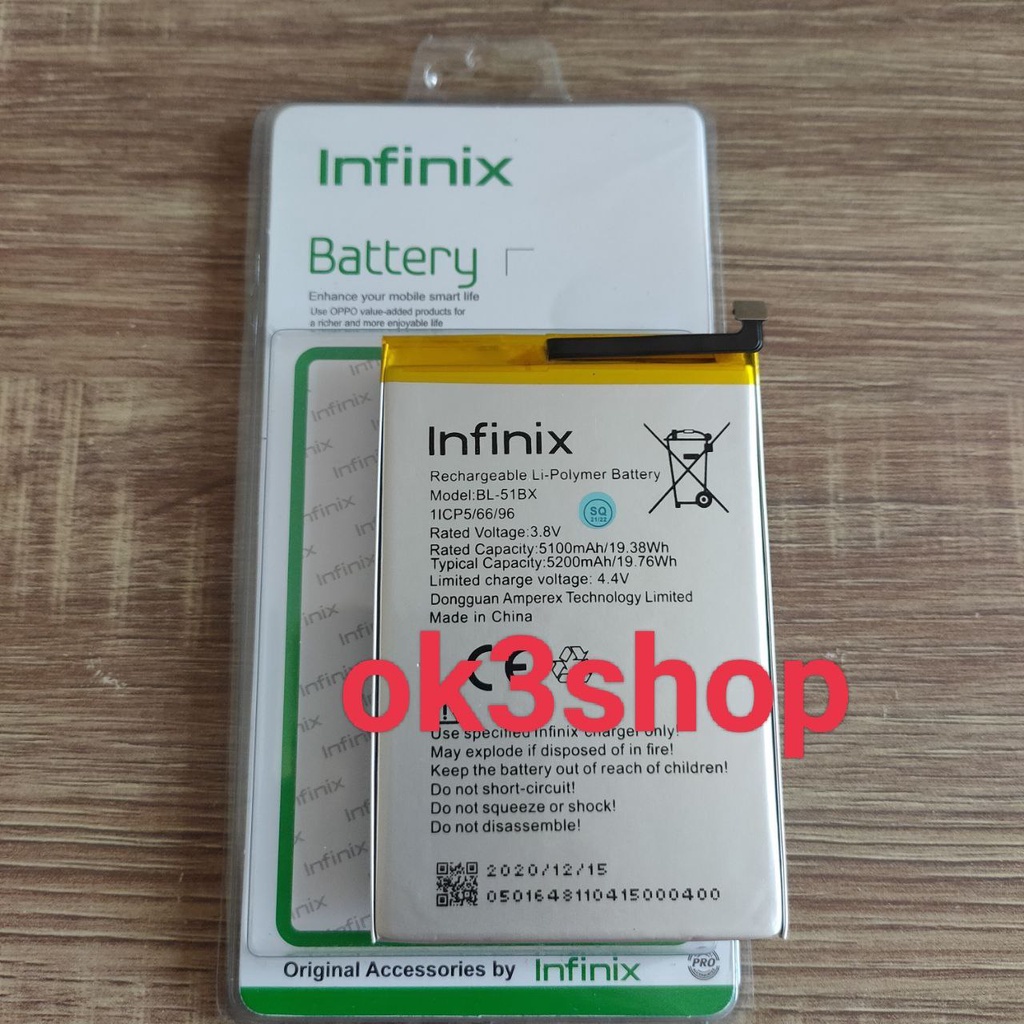 Infinix
Battery
Enhance your mobile smart life
Use OPPO value-added products for
a richer and more enjoyable life
Infinix
Rechargeable Li-Polymer Battery
Model:BL-51BX
1ICP5/66/96
SQ
21/22
Rated Voltage:3.8V
Rated Capacity:5100mAh/19.38Wh
Typical Capacity:5200mAh/19.76Wh
Limited charge voltage: 4.4V
Dongguan Amperex Technology Limited
Made in China
CE
ok3shop
Use specified Infinix charger only!
May explode if disposed of in fire!
Keep the battery out of reach of children!
Do not short-circuit!
Do not squeeze or shock!
Do not disassemble!
2020/12/15
0501648110415000400
Original Accessories by Infinix
PRO